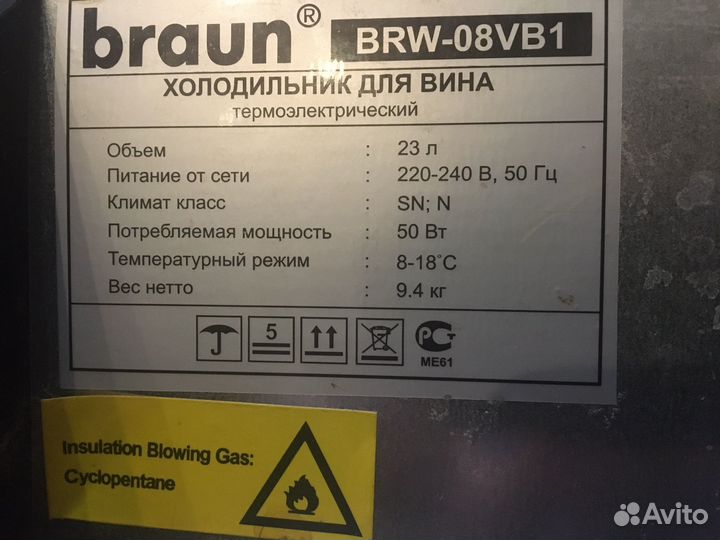 braun®
BRW-08VB1
ХОЛОДИЛЬНИК ДЛЯ ВИНА
термоэлектрический
Объем : 23 л
Питание от сети : 220-240 В, 50 Гц
Климат класс : SN; N
Потребляемая мощность : 50 Вт
Температурный режим : 8-18°C
Вес нетто : 9.4 кг
5
РСТ
ME61
Insulation Blowing Gas:
Cyclopentane
Avito